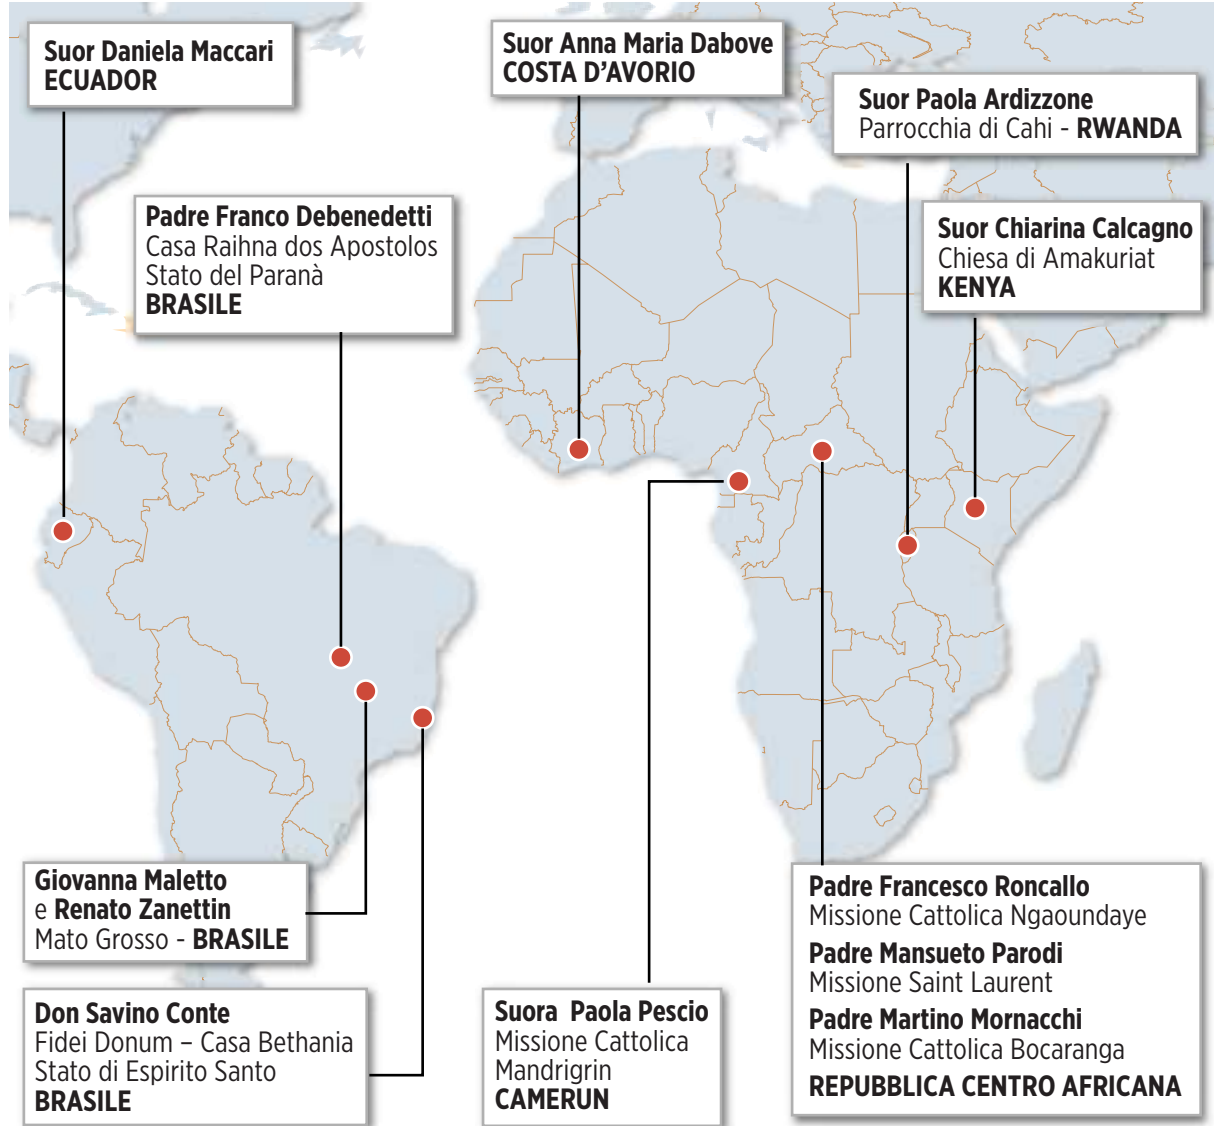 Suor Daniela Maccari
ECUADOR
Suor Anna Maria Dabove
COSTA D'AVORIO
Suor Paola Ardizzone
Parrocchia di Cahi - RWANDA
Padre Franco Debenedetti
Casa Raihna dos Apostolos
Stato del Paranà
BRASILE
Suor Chiarina Calcagno
Chiesa di Amakuriat
KENYA
Giovanna Maletto
e Renato Zanettin
Mato Grosso - BRASILE
Don Savino Conte
Fidei Donum – Casa Bethania
Stato di Espirito Santo
BRASILE
Suora Paola Pescio
Missione Cattolica
Mandrigrin
CAMERUN
Padre Francesco Roncallo
Missione Cattolica Ngaoundaye
Padre Mansueto Parodi
Missione Saint Laurent
Padre Martino Mornacchi
Missione Cattolica Bocaranga
REPUBBLICA CENTRO AFRICANA